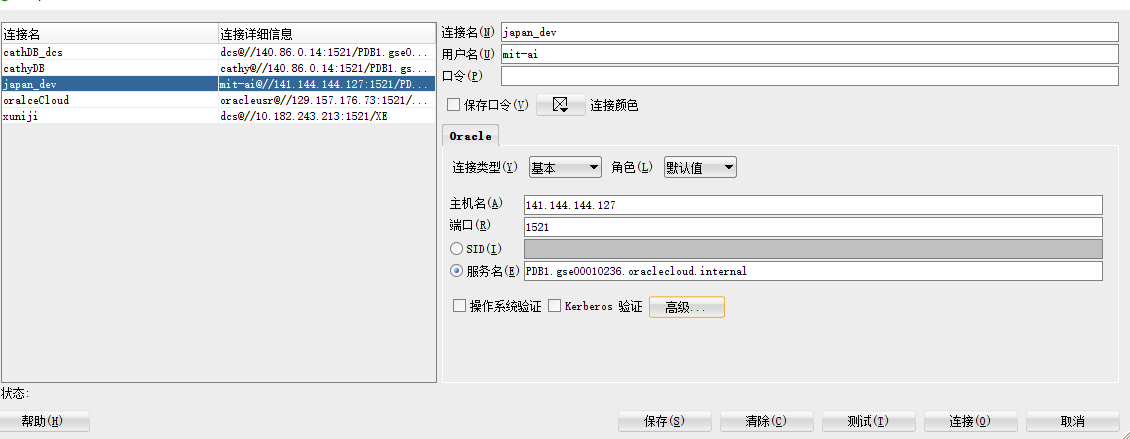 连接名 连接详细信息
cathDB_dcs dcs@//140.86.0.14:1521/PDB1.gse0...
cathyDB cathy@//140.86.0.14:1521/PDB1.gs...
japan_dev mit-ai@//141.144.144.127:1521/PD...
oralceCloud oracleusr@//129.157.176.73:1521/...
xuniji dcs@//10.182.243.213:1521/XE
连接名(N) japan_dev
用户名(U) mit-ai
口令(P)
保存口令(V) 连接颜色
Oracle
连接类型(Y) 基本 角色(L) 默认值
主机名(A) 141.144.144.127
端口(R) 1521
SID(I)
服务名(E) PDB1.gse00010236.oraclecloud.internal
操作系统验证 Kerberos 验证 高级...
状态:
帮助(H) 保存(S) 清除(C) 测试(T) 连接(O) 取消